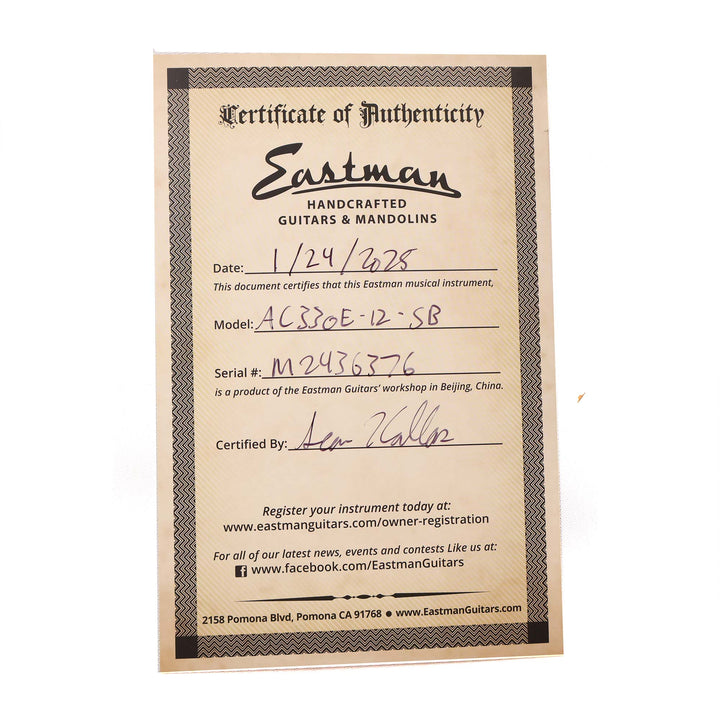 Certificate of Authenticity
Eastman
HANDCRAFTED
GUITARS & MANDOLINS
Date: 1/24/2025
This document certifies that this Eastman musical instrument,
Model: AC330E-12-SB
Serial #: M2436376
is a product of the Eastman Guitars' workshop in Beijing, China.
Certified By: Sean
Register your instrument today at:
www.eastmanguitars.com/owner-registration
For all of our latest news, events and contests Like us at:
f www.facebook.com/EastmanGuitars
2158 Pomona Blvd, Pomona CA 91768 ● www.EastmanGuitars.com